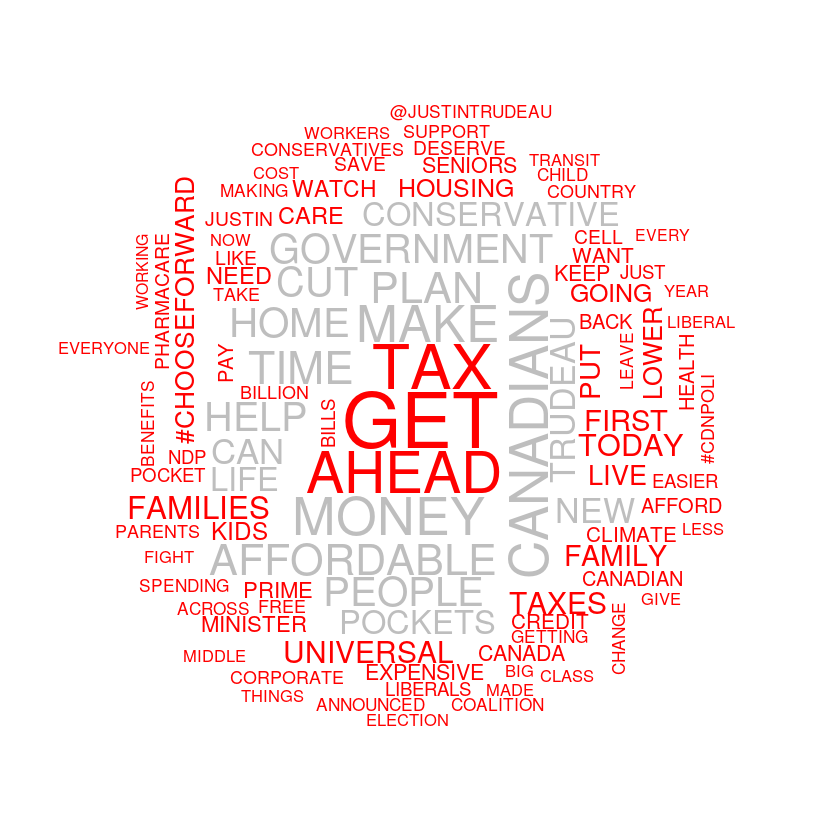 @JUSTINTRUDEAU
WORKERS SUPPORT
CONSERVATIVES DESERVE
SAVE SENIORS TRANSIT
COST CHILD
MAKING WATCH HOUSING COUNTRY
JUSTIN CARE CONSERVATIVE
NOW GOVERNMENT CELL EVERY
LIKE WANT
NEED CUT PLAN KEEP JUST
TAKE GOING YEAR
#CHOOSEFORWARD
PHARMACARE
WORKING
HOME MAKE BACK LIBERAL
EVERYONE
PAY
TIME TAX
CANADIANS
TRUDEAU
PUT
LEAVE
LOWER
HEALTH
BILLION
BENEFITS
BILLS
HELP GET FIRST
#CDNPOLI
CAN TODAY
NDP
POCKET LIFE AHEAD LIVE EASIER
FAMILIES MONEY NEW AFFORD
PARENTS KIDS CLIMATE LESS
FIGHT AFFORDABLE FAMILY
CANADIAN
SPENDING PRIME PEOPLE TAXES GIVE
ACROSS FREE
MINISTER POCKETS CREDIT
GETTING
CHANGE
MIDDLE UNIVERSAL CANADA
CORPORATE EXPENSIVE BIG CLASS
THINGS LIBERALS MADE
ANNOUNCED COALITION
ELECTION